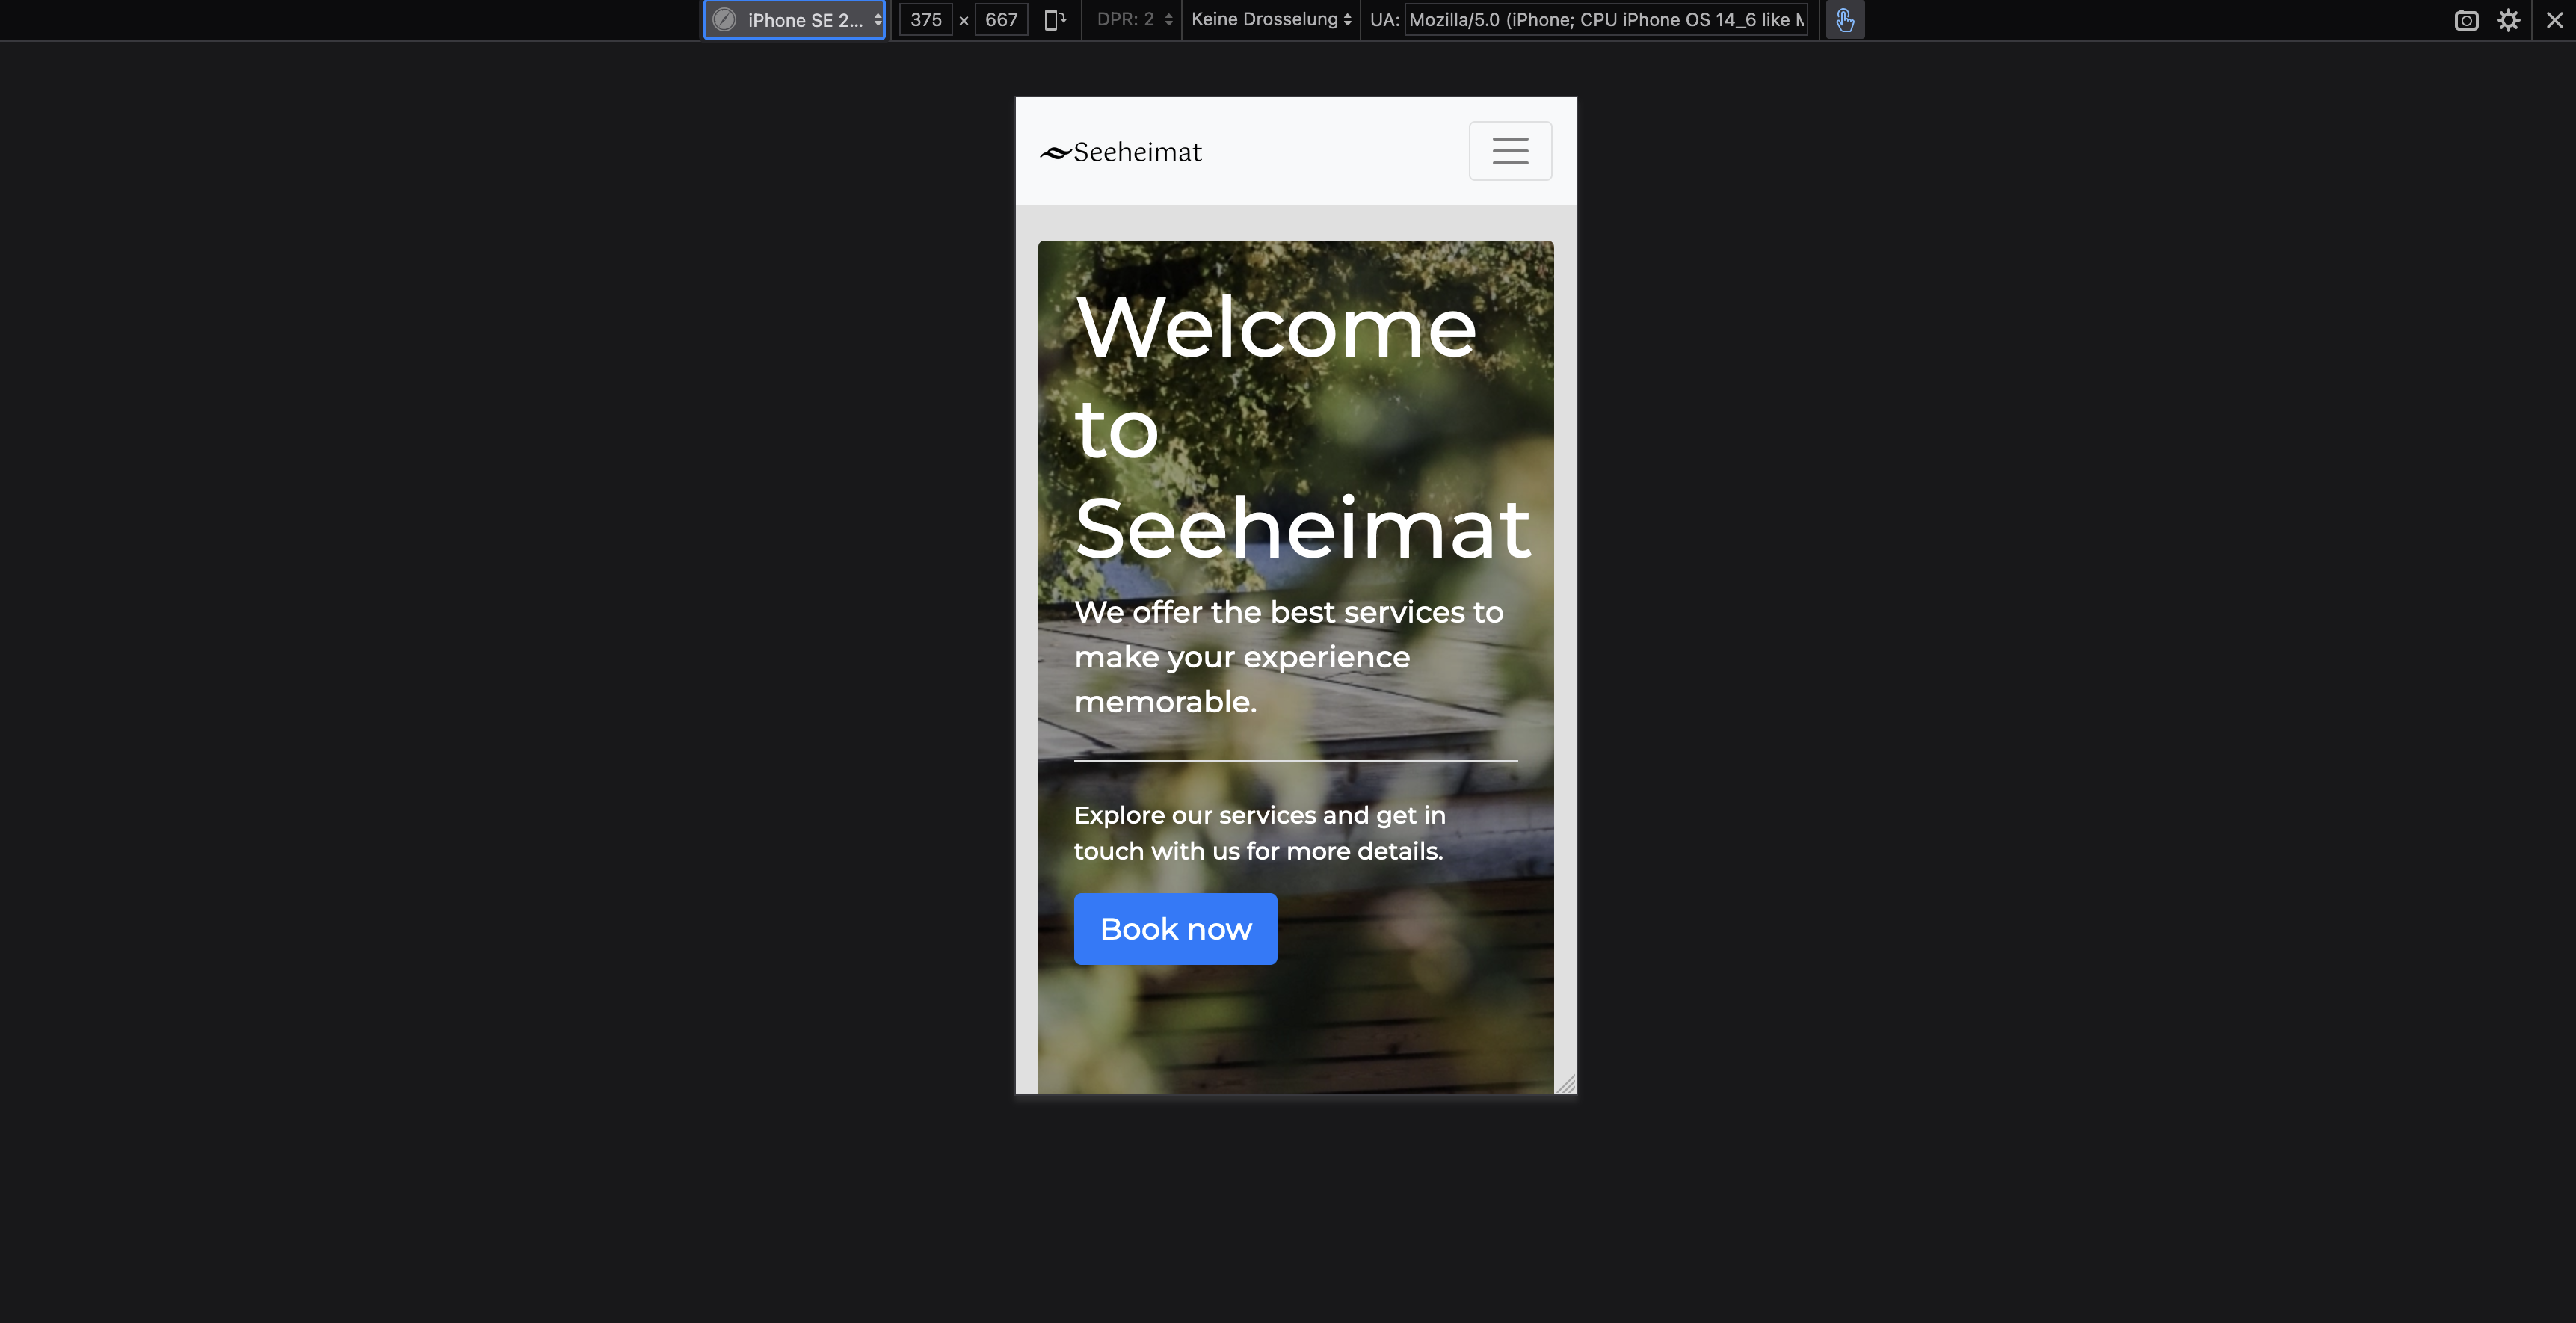 iPhone SE 2... 375 × 667 DPR: 2 Keine Drosselung UA: Mozilla/5.0 (iPhone; CPU iPhone OS 14_6 like
Seeheimat
Welcome
to
Seeheimat
We offer the best services to
make your experience
memorable.
Explore our services and get in
touch with us for more details.
Book now